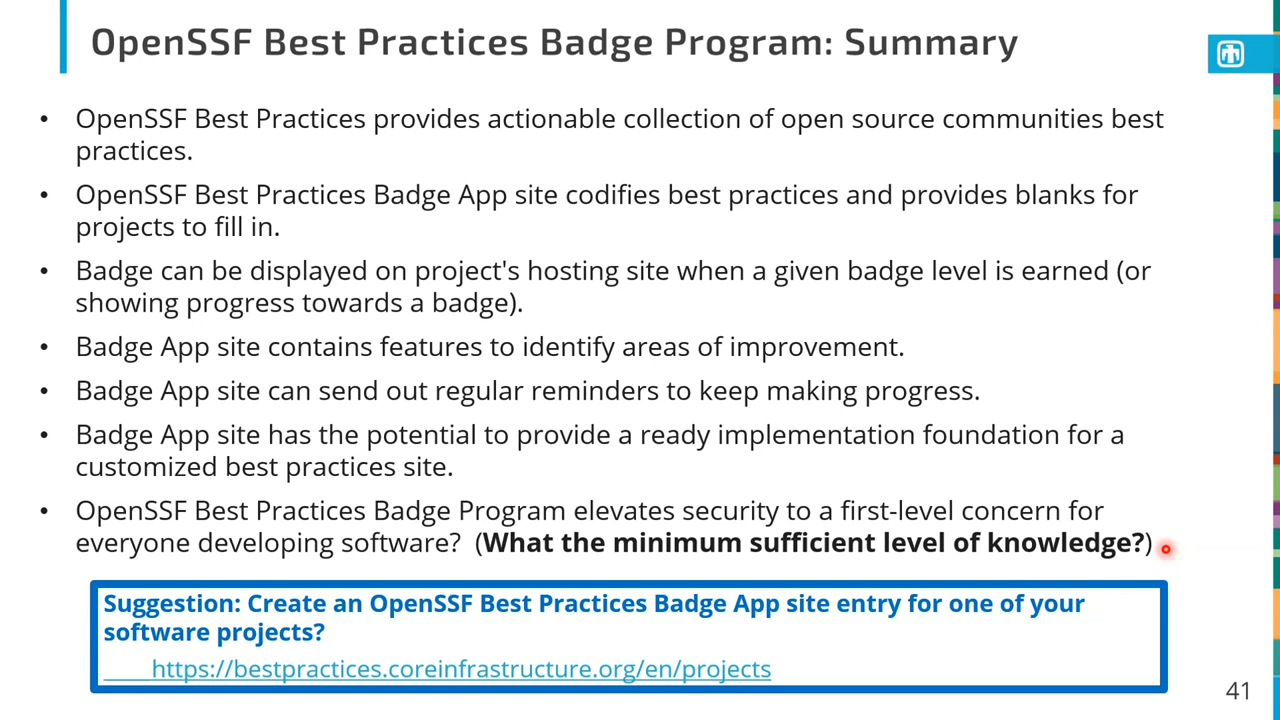 OpenSSF Best Practices Badge Program: Summary
• OpenSSF Best Practices provides actionable collection of open source communities best
practices.
• OpenSSF Best Practices Badge App site codifies best practices and provides blanks for
projects to fill in.
• Badge can be displayed on project's hosting site when a given badge level is earned (or
showing progress towards a badge).
• Badge App site contains features to identify areas of improvement.
• Badge App site can send out regular reminders to keep making progress.
• Badge App site has the potential to provide a ready implementation foundation for a
customized best practices site.
• OpenSSF Best Practices Badge Program elevates security to a first-level concern for
everyone developing software? (What the minimum sufficient level of knowledge?)
Suggestion: Create an OpenSSF Best Practices Badge App site entry for one of your
software projects?
https://bestpractices.coreinfrastructure.org/en/projects
41